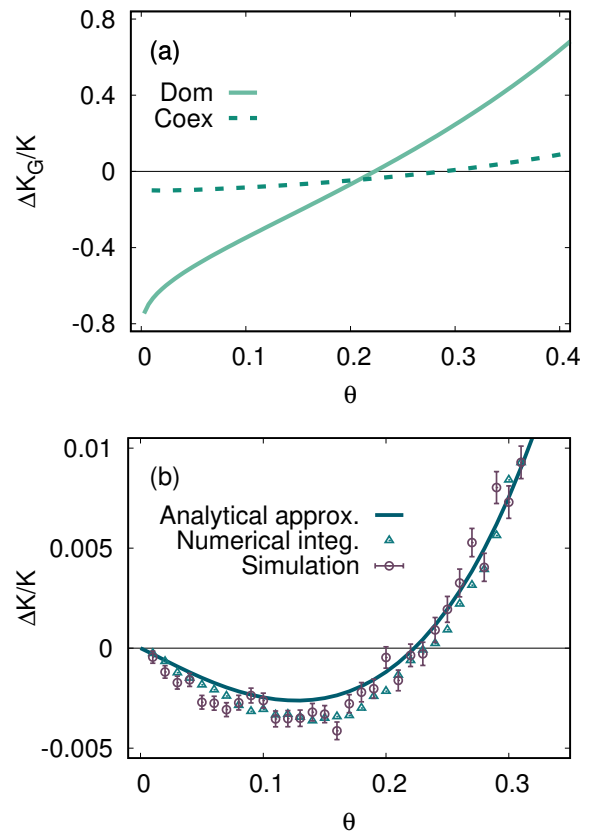 0.8
(a)
Dom
0.4
Coex
0
ΔK_G/K
-0.4
-0.8
0 0.1 0.2 0.3 0.4
θ
0.01
(b)
Analytical approx.
Numerical integ.
0.005
Simulation
ΔK/K
0
-0.005
0 0.1 0.2 0.3
θ